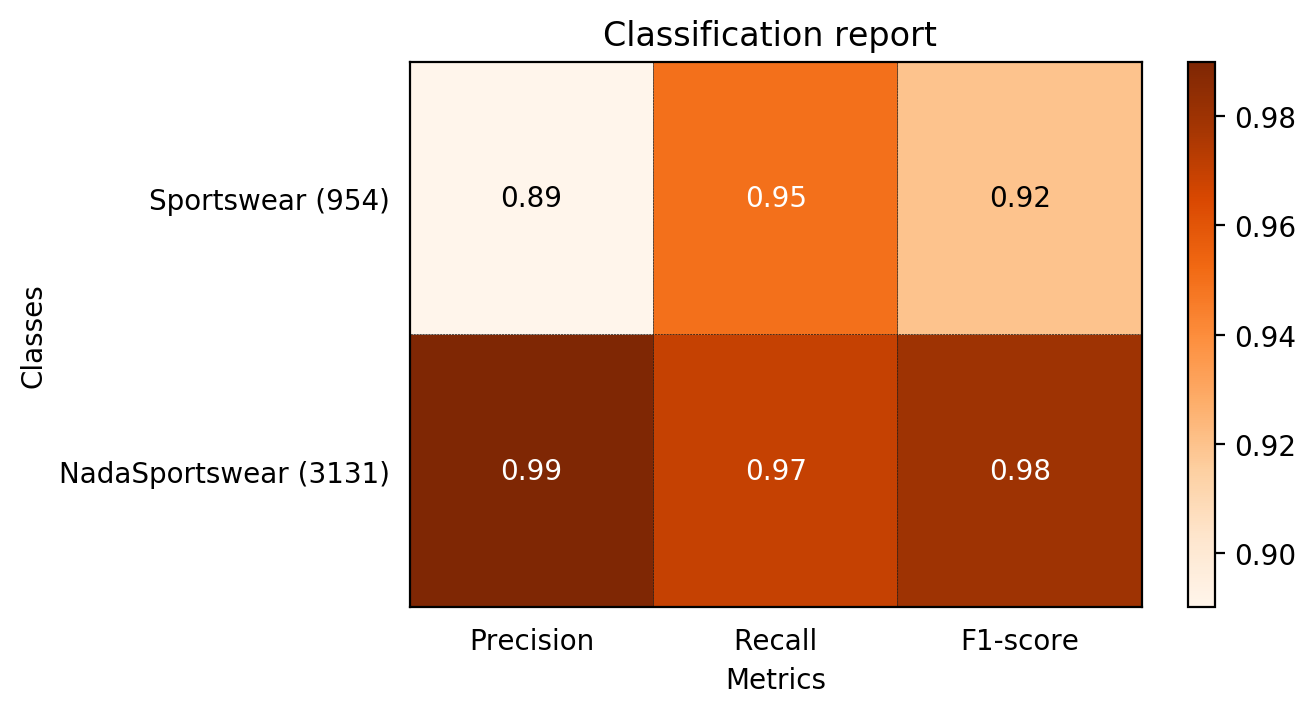 Classification report
Sportswear (954)
0.89 0.95 0.92
NadaSportswear (3131)
0.99 0.97 0.98
Classes
Precision Recall F1-score
Metrics
0.98
0.96
0.94
0.92
0.90